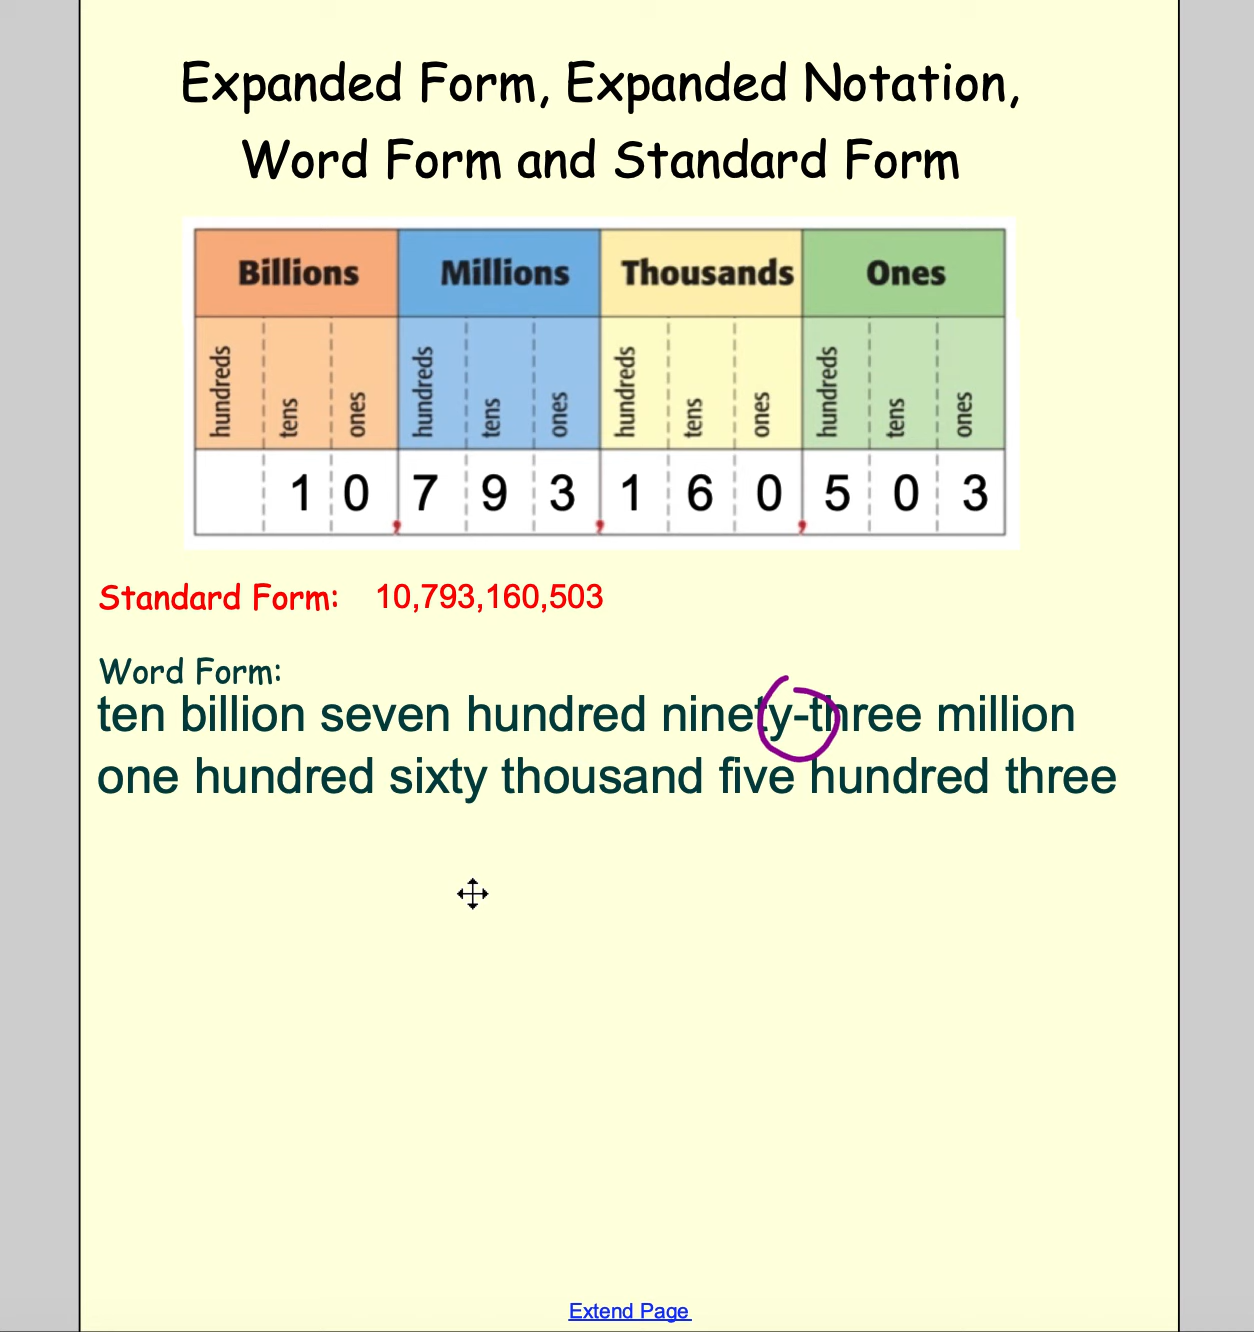 Expanded Form, Expanded Notation,
Word Form and Standard Form
Billions Millions Thousands Ones
hundreds tens ones hundreds tens ones hundreds tens ones hundreds tens ones
1 0 , 7 9 3 , 1 6 0 , 5 0 3
Standard Form: 10,793,160,503
Word Form:
ten billion seven hundred ninety-three million
one hundred sixty thousand five hundred three
Extend Page